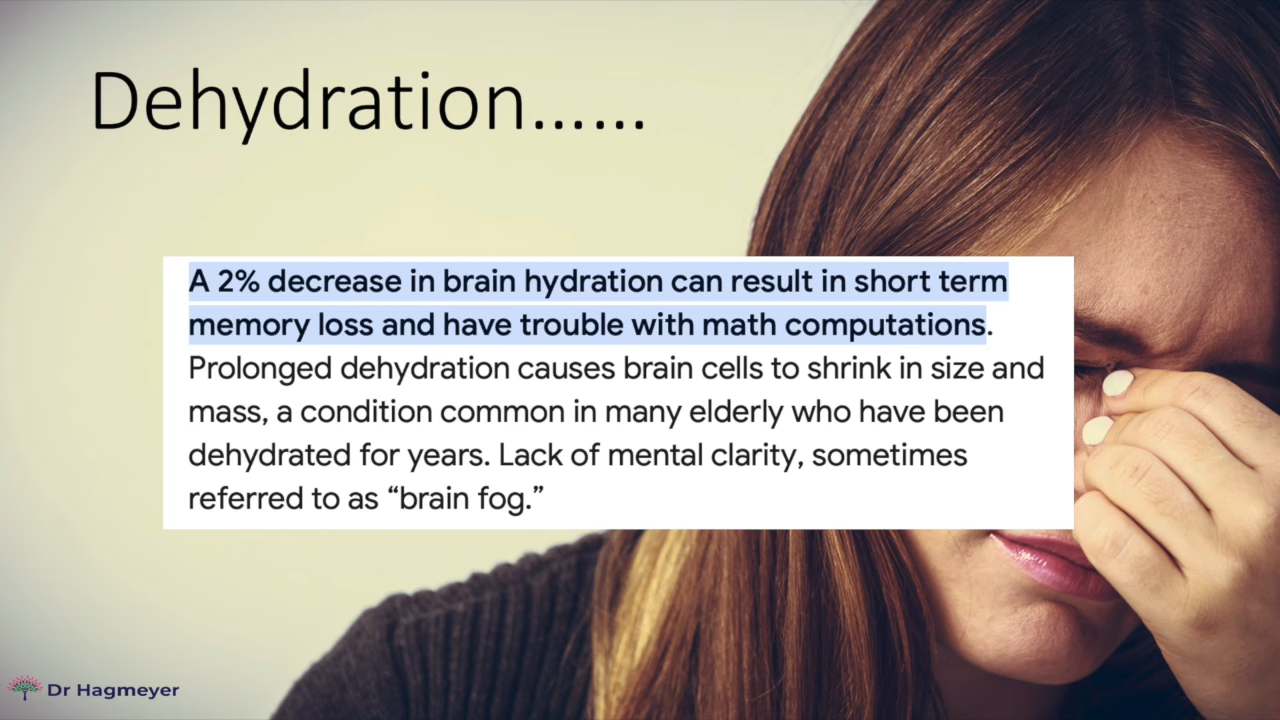 Dehydration......
A 2% decrease in brain hydration can result in short term
memory loss and have trouble with math computations.
Prolonged dehydration causes brain cells to shrink in size and
mass, a condition common in many elderly who have been
dehydrated for years. Lack of mental clarity, sometimes
referred to as “brain fog.”
Dr Hagmeyer